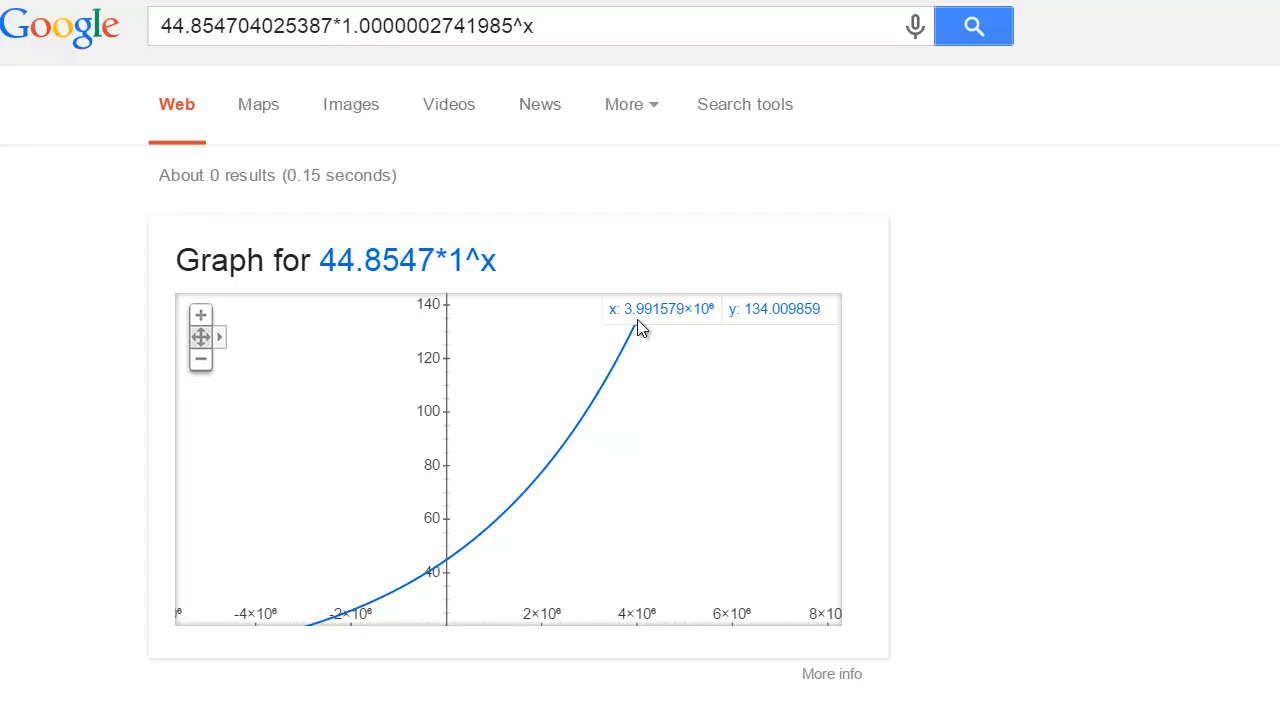 Google
44.854704025387*1.0000002741985^x
Web Maps Images Videos News More Search tools
About 0 results (0.15 seconds)
Graph for 44.8547*1^x
x: 3.991579×10⁶ y: 134.009859
140
120
100
80
60
40
⁶ -4×10⁶ -2×10⁶ 2×10⁶ 4×10⁶ 6×10⁶ 8×10
More info